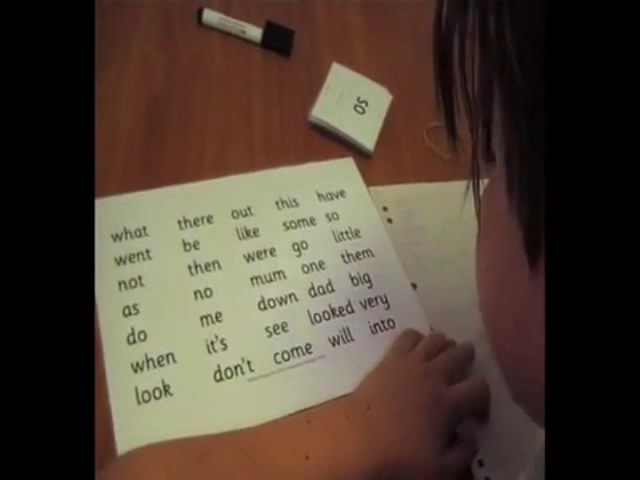 so
what there out this have
went be like some so
not then were go little
as no mum one them
do me down dad big
when it's see looked very
look don't come will into